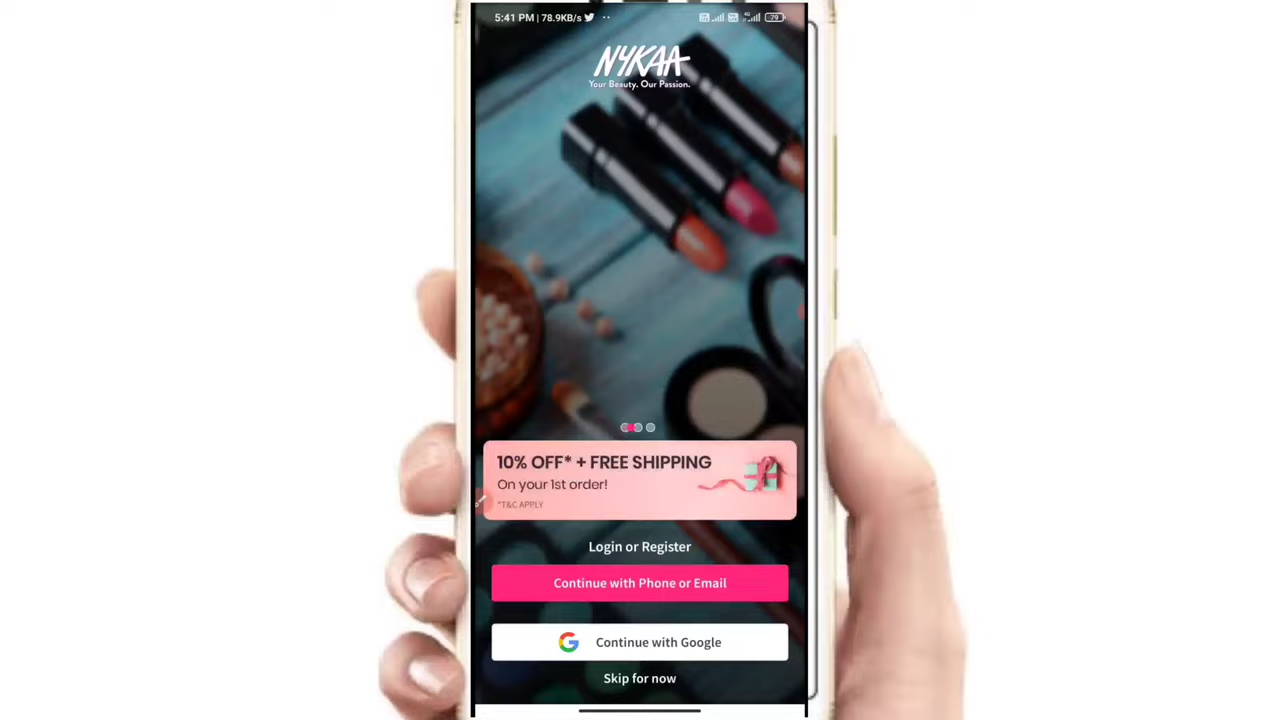 5:41 PM | 78.9KB/s
79
NYKAA
Your Beauty. Our Passion.
10% OFF* + FREE SHIPPING
On your 1st order!
*T&C APPLY
Login or Register
Continue with Phone or Email
Continue with Google
Skip for now